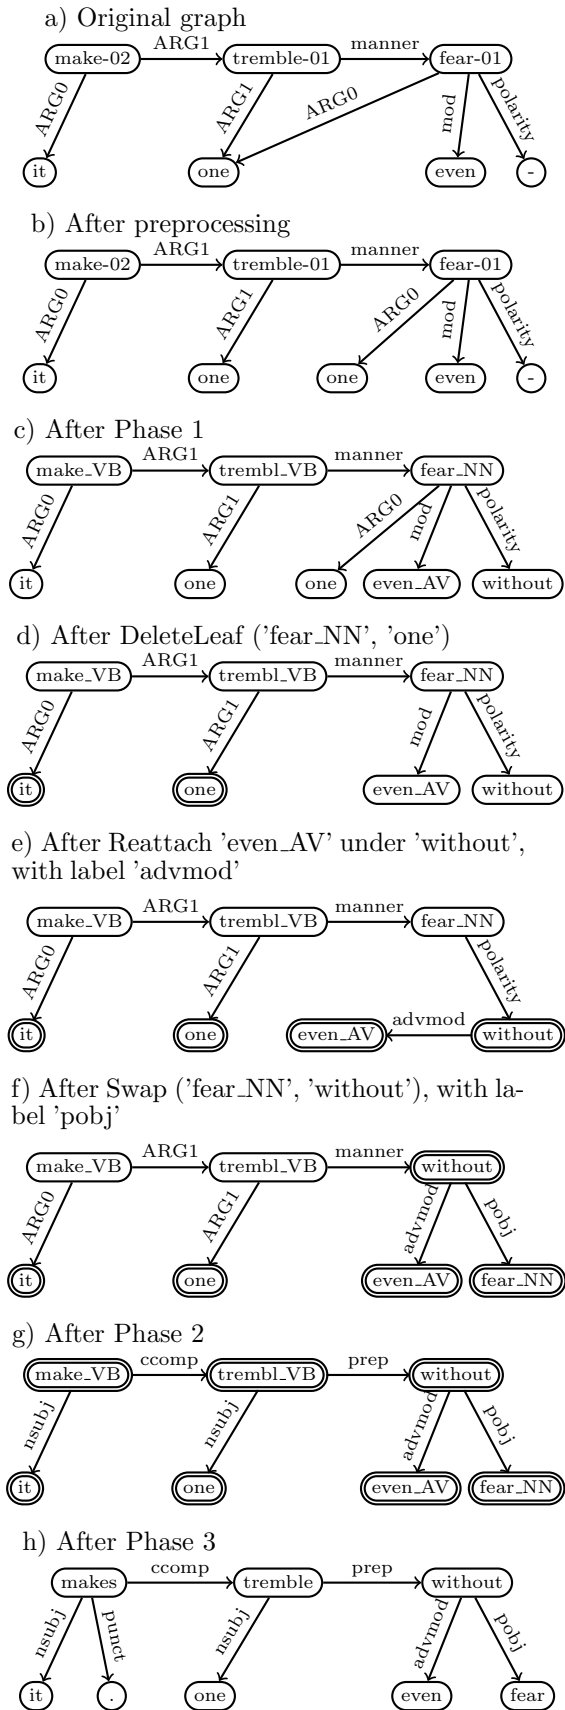 a) Original graph
ARG1
manner
make-02
tremble-01
fear-01
ARG0
ARG1
ARG0
mod
polarity
it
one
even
-
b) After preprocessing
ARG1
manner
make-02
tremble-01
fear-01
ARG0
ARG1
ARG0
mod
polarity
it
one
one
even
-
c) After Phase 1
ARG1
manner
make_VB
trembl_VB
fear_NN
ARG0
ARG1
ARG0
mod
polarity
it
one
one
even_AV
without
d) After DeleteLeaf ('fear_NN', 'one')
ARG1
manner
make_VB
trembl_VB
fear_NN
ARG0
ARG1
mod
polarity
it
one
even_AV
without
e) After Reattach 'even_AV' under 'without',
with label 'advmod'
ARG1
manner
make_VB
trembl_VB
fear_NN
ARG0
ARG1
polarity
advmod
it
one
even_AV
without
f) After Swap ('fear_NN', 'without'), with la-
bel 'pobj'
ARG1
manner
make_VB
trembl_VB
without
ARG0
ARG1
advmod
pobj
it
one
even_AV
fear_NN
g) After Phase 2
ccomp
prep
make_VB
trembl_VB
without
nsubj
nsubj
advmod
pobj
it
one
even_AV
fear_NN
h) After Phase 3
ccomp
prep
makes
tremble
without
nsubj
punct
nsubj
advmod
pobj
it
.
one
even
fear